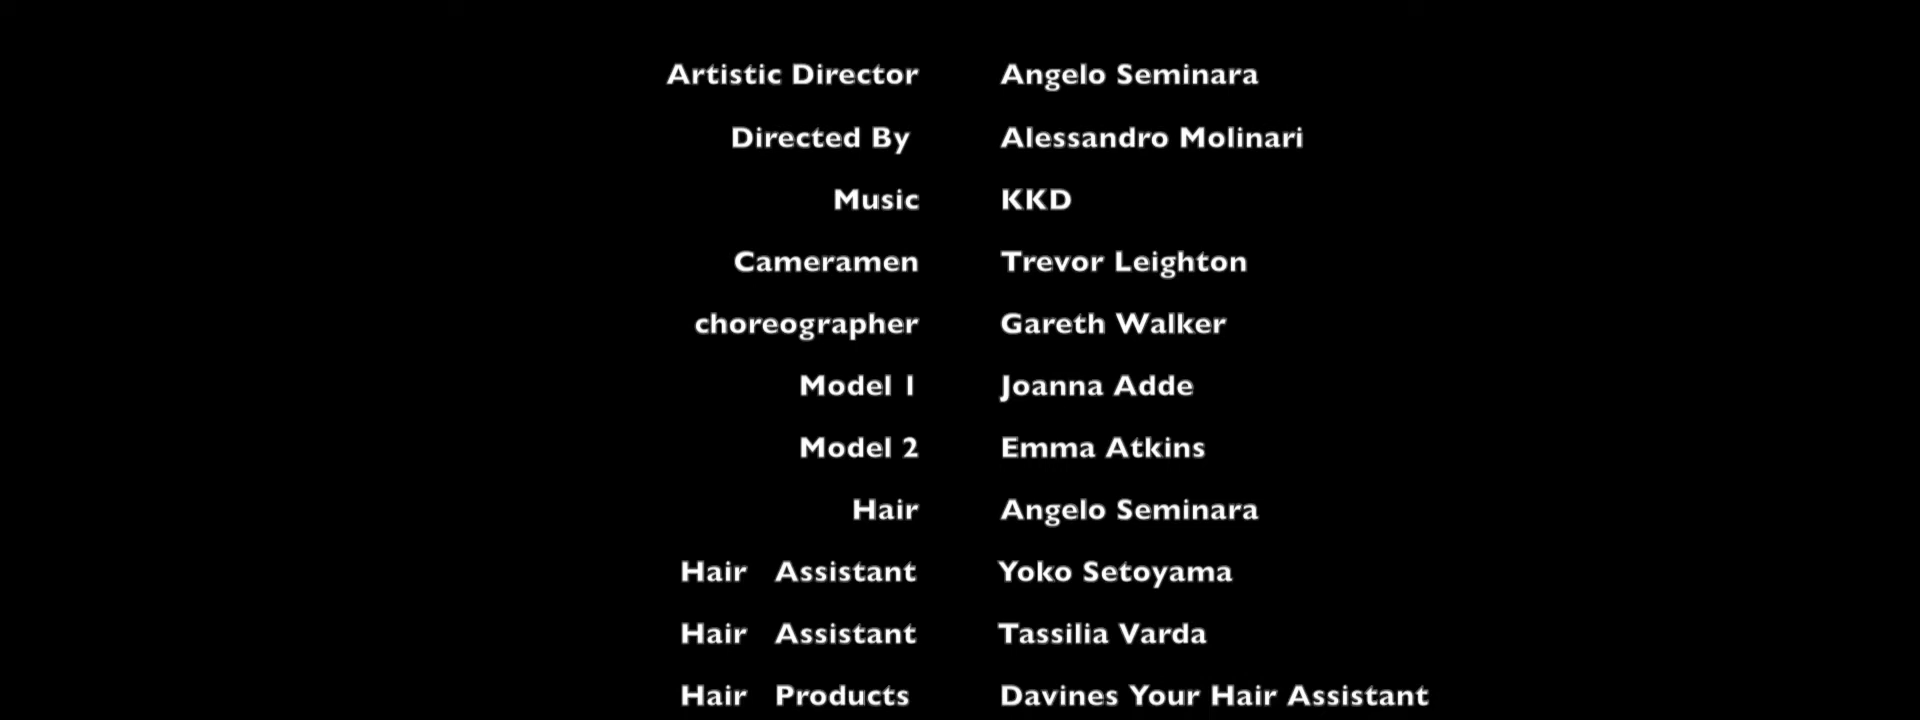 Artistic Director Angelo Seminara
Directed By Alessandro Molinari
Music KKD
Cameramen Trevor Leighton
choreographer Gareth Walker
Model 1 Joanna Adde
Model 2 Emma Atkins
Hair Angelo Seminara
Hair Assistant Yoko Setoyama
Hair Assistant Tassilia Varda
Hair Products Davines Your Hair Assistant